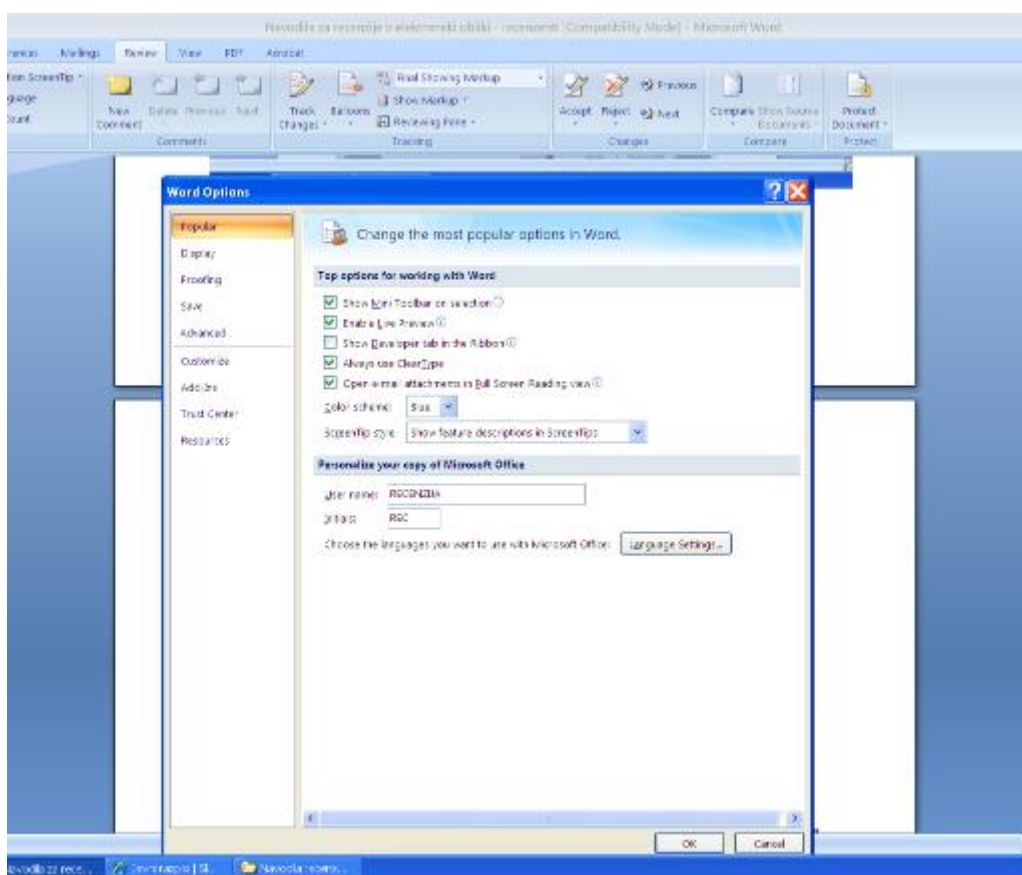 Navodila za recenzije v elektronski obliki - recenzenti [Compatibility Mode] - Microsoft Word
Mailings Review View PDF Acrobat
ScreenTip
New Comment Delete Previous Next
Track Changes Balloons
Final Showing Markup
Show Markup
Reviewing Pane
Accept Reject Previous
Next
Compare Show Source Documents
Protect Document
Comments Tracking Changes Compare Protect
Word Options
Popular
Display
Proofing
Save
Advanced
Customize
Add-Ins
Trust Center
Resources
Change the most popular options in Word.
Top options for working with Word
Show Mini Toolbar on selection
Enable Live Preview
Show Developer tab in the Ribbon
Always use ClearType
Open e-mail attachments in Full Screen Reading view
Color scheme: Blue
ScreenTip style: Show feature descriptions in ScreenTips
Personalize your copy of Microsoft Office
User name: RECENZIJA
Initials: REC
Choose the languages you want to use with Microsoft Office: Language Settings...
OK Cancel